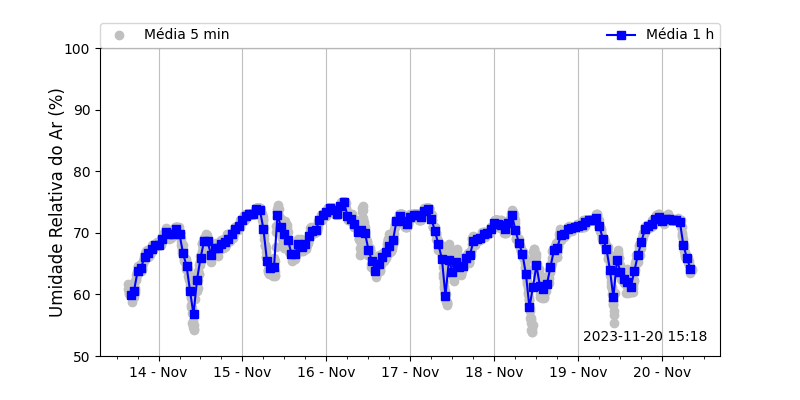 Média 5 min
Média 1 h
Umidade Relativa do Ar (%)
100
90
80
70
60
50
2023-11-20 15:18
14 - Nov
15 - Nov
16 - Nov
17 - Nov
18 - Nov
19 - Nov
20 - Nov